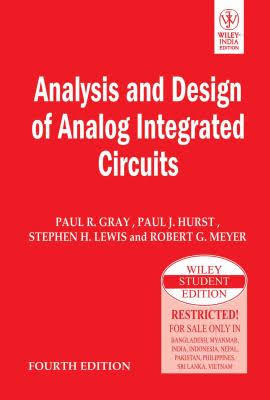 WILEY-
INDIA
EDITION
Analysis and Design
of Analog Integrated
Circuits
PAUL R. GRAY , PAUL J. HURST ,
STEPHEN H. LEWIS and ROBERT G. MEYER
WILEY
STUDENT
EDITION
RESTRICTED!
FOR SALE ONLY IN
BANGLADESH, MYANMAR,
INDIA, INDONESIA, NEPAL,
PAKISTAN, PHILIPPINES,
SRI LANKA, VIETNAM
FOURTH EDITION